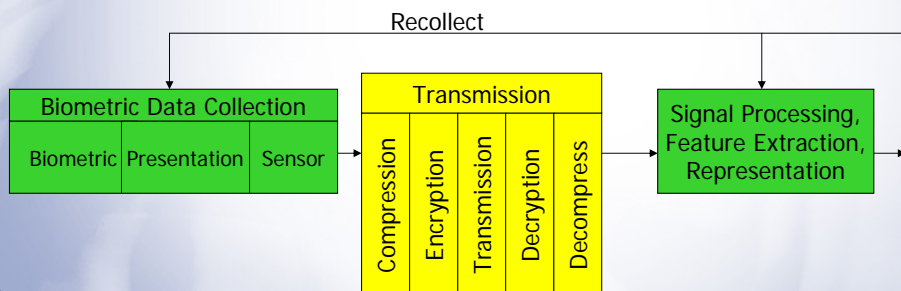 Recollect
Biometric Data Collection
Biometric
Presentation
Sensor
Transmission
Compression
Encryption
Transmission
Decryption
Decompress
Signal Processing,
Feature Extraction,
Representation